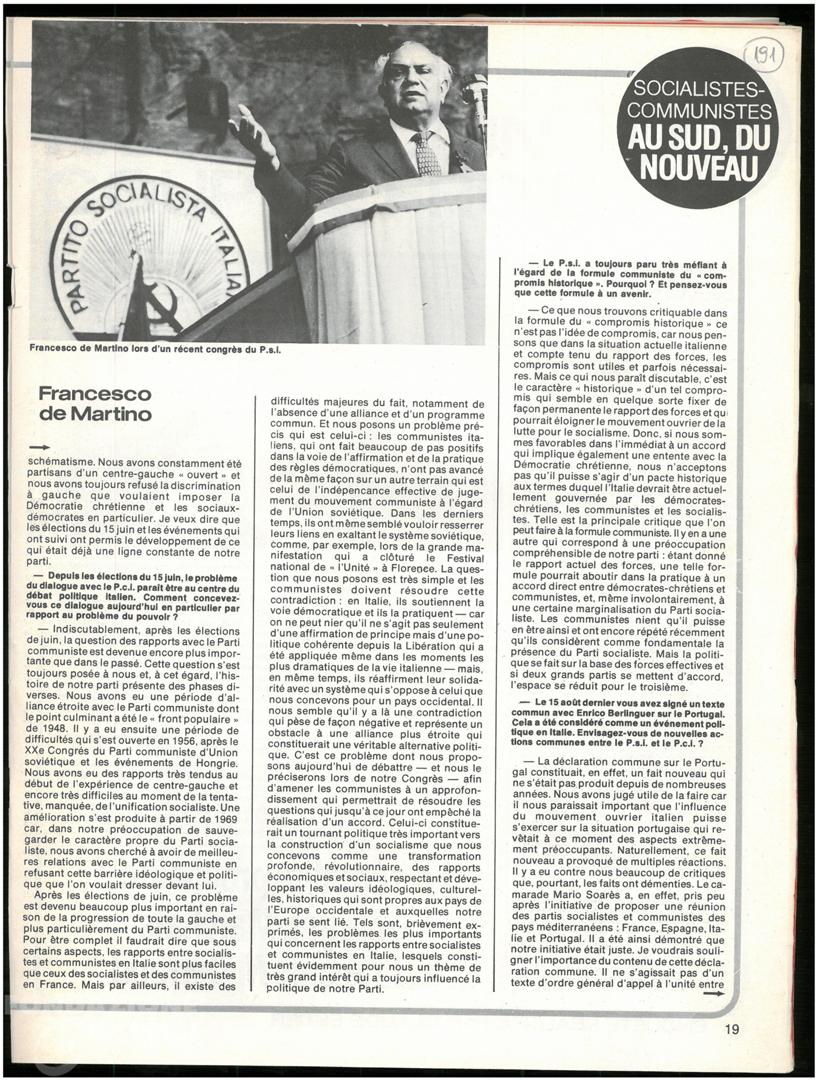 191
SOCIALISTES-
COMMUNISTES
AU SUD, DU
NOUVEAU
PARTITO SOCIALISTA ITALIAN
Francesco de Martino lors d'un récent congrès du P.s.i.
Francesco
de Martino
schématisme. Nous avons constamment été
partisans d'un centre-gauche « ouvert » et
nous avons toujours refusé la discrimination
à gauche que voulaient imposer la
Démocratie chrétienne et les sociaux-
démocrates en particulier. Je veux dire que
les élections du 15 juin et les événements qui
ont suivi ont permis le développement de ce
qui était déjà une ligne constante de notre
parti.
— Depuis les élections du 15 juin, le problème
du dialogue avec le P.c.i. paraît être au centre du
débat politique italien. Comment concevez-
vous ce dialogue aujourd'hui en particulier par
rapport au problème du pouvoir ?
— Indiscutablement, après les élections
de juin, la question des rapports avec le Parti
communiste est devenue encore plus impor-
tante que dans le passé. Cette question s'est
toujours posée à nous et, à cet égard, l'his-
toire de notre parti présente des phases di-
verses. Nous avons eu une période d'al-
liance étroite avec le Parti communiste dont
le point culminant a été le « front populaire »
de 1948. Il y a eu ensuite une période de
difficultés qui s'est ouverte en 1956, après le
XXe Congrés du Parti communiste d'Union
soviétique et les événements de Hongrie.
Nous avons eu des rapports très tendus au
début de l'expérience de centre-gauche et
encore très difficiles au moment de la tenta-
tive, manquée, de l'unification socialiste. Une
amélioration s'est produite à partir de 1969
car, dans notre préoccupation de sauve-
garder le caractère propre du Parti socia-
liste, nous avons cherché à avoir de meilleu-
res relations avec le Parti communiste en
refusant cette barrière idéologique et politi-
que que l'on voulait dresser devant lui.
Après les élections de juin, ce problème
est devenu beaucoup plus important en rai-
son de la progression de toute la gauche et
plus particulièrement du Parti communiste.
Pour être complet il faudrait dire que sous
certains aspects, les rapports entre socialis-
tes et communistes en Italie sont plus faciles
que ceux des socialistes et des communistes
en France. Mais par ailleurs, il existe des
difficultés majeures du fait, notamment de
l'absence d'une alliance et d'un programme
commun. Et nous posons un problème pré-
cis qui est celui-ci : les communistes ita-
liens, qui ont fait beaucoup de pas positifs
dans la voie de l'affirmation et de la pratique
des règles démocratiques, n'ont pas avancé
de la même façon sur un autre terrain qui est
celui de l'indépencance effective de juge-
ment du mouvement communiste à l'égard
de l'Union soviétique. Dans les derniers
temps, ils ont même semblé vouloir resserrer
leurs liens en exaltant le système soviétique,
comme, par exemple, lors de la grande ma-
nifestation qui a clôturé le Festival
national de « l'Unité » à Florence. La ques-
tion que nous posons est très simple et les
communistes doivent résoudre cette
contradiction : en Italie, ils soutiennent la
voie démocratique et ils la pratiquent — car
on ne peut nier qu'il ne s'agit pas seulement
d'une affirmation de principe mais d'une po-
litique cohérente depuis la Libération qui a
été appliquée même dans les moments les
plus dramatiques de la vie italienne — mais,
en même temps, ils réaffirment leur solida-
rité avec un système qui s'oppose à celui que
nous concevons pour un pays occidental. Il
nous semble qu'il y a là une contradiction
qui pèse de façon négative et représente un
obstacle à une alliance plus étroite qui
constituerait une véritable alternative politi-
que. C'est ce problème dont nous propo-
sons aujourd'hui de débattre — et nous le
préciserons lors de notre Congrès — afin
d'amener les communistes à un approfon-
dissement qui permettrait de résoudre les
questions qui jusqu'à ce jour ont empêché la
réalisation d'un accord. Celui-ci constitue-
rait un tournant politique très important vers
la construction d'un socialisme que nous
concevons comme une transformation
profonde, révolutionnaire, des rapports
économiques et sociaux, respectant et déve-
loppant les valeurs idéologiques, culturel-
les, historiques qui sont propres aux pays de
l'Europe occidentale et auxquelles notre
parti se sent lié. Tels sont, brièvement ex-
primés, les problèmes les plus importants
qui concernent les rapports entre socialistes
et communistes en Italie, lesquels consti-
tuent évidemment pour nous un thème de
très grand intérêt qui a toujours influencé la
politique de notre Parti.
— Le P.s.i. a toujours paru très méfiant à
l'égard de la formule communiste du « com-
promis historique ». Pourquoi ? Et pensez-vous
que cette formule à un avenir.
— Ce que nous trouvons critiquable dans
la formule du « compromis historique » ce
n'est pas l'idée de compromis, car nous pen-
sons que dans la situation actuelle italienne
et compte tenu du rapport des forces, les
compromis sont utiles et parfois nécessai-
res. Mais ce qui nous paraît discutable, c'est
le caractère « historique » d'un tel compro-
mis qui semble en quelque sorte fixer de
façon permanente le rapport des forces et qui
pourrait éloigner le mouvement ouvrier de la
lutte pour le socialisme. Donc, si nous som-
mes favorables dans l'immédiat à un accord
qui implique également une entente avec la
Démocratie chrétienne, nous n'acceptons
pas qu'il puisse s'agir d'un pacte historique
aux termes duquel l'Italie devrait être actuel-
lement gouvernée par les démocrates-
chrétiens, les communistes et les socialis-
tes. Telle est la principale critique que l'on
peut faire à la formule communiste. Il y en a une
autre qui correspond à une préoccupation
compréhensible de notre parti : étant donné
le rapport actuel des forces, une telle for-
mule pourrait aboutir dans la pratique à un
accord direct entre démocrates-chrétiens et
communistes, et, même involontairement, à
une certaine marginalisation du Parti socia-
liste. Les communistes nient qu'il puisse
en être ainsi et ont encore répété récemment
qu'ils considèrent comme fondamentale la
présence du Parti socialiste. Mais la politi-
que se fait sur la base des forces effectives et
si deux grands partis se mettent d'accord,
l'espace se réduit pour le troisième.
— Le 15 août dernier vous avez signé un texte
commun avec Enrico Berlinguer sur le Portugal.
Cela a été considéré comme un événement poli-
tique en Italie. Envisagez-vous de nouvelles ac-
tions communes entre le P.s.i. et le P.c.i. ?
— La déclaration commune sur le Portu-
gal constituait, en effet, un fait nouveau qui
ne s'était pas produit depuis de nombreuses
années. Nous avons jugé utile de la faire car
il nous paraissait important que l'influence
du mouvement ouvrier italien puisse
s'exercer sur la situation portugaise qui re-
vêtait à ce moment des aspects extrême-
ment préoccupants. Naturellement, ce fait
nouveau a provoqué de multiples réactions.
Il y a eu contre nous beaucoup de critiques
que, pourtant, les faits ont démenties. Le ca-
marade Mario Soarès a, en effet, pris peu
après l'initiative de proposer une réunion
des partis socialistes et communistes des
pays méditerranéens : France, Espagne, Ita-
lie et Portugal. Il a été ainsi démontré que
notre initiative était juste. Je voudrais souli-
gner l'importance du contenu de cette décla-
ration commune. Il ne s'agissait pas d'un
texte d'ordre général d'appel à l'unité entre
19